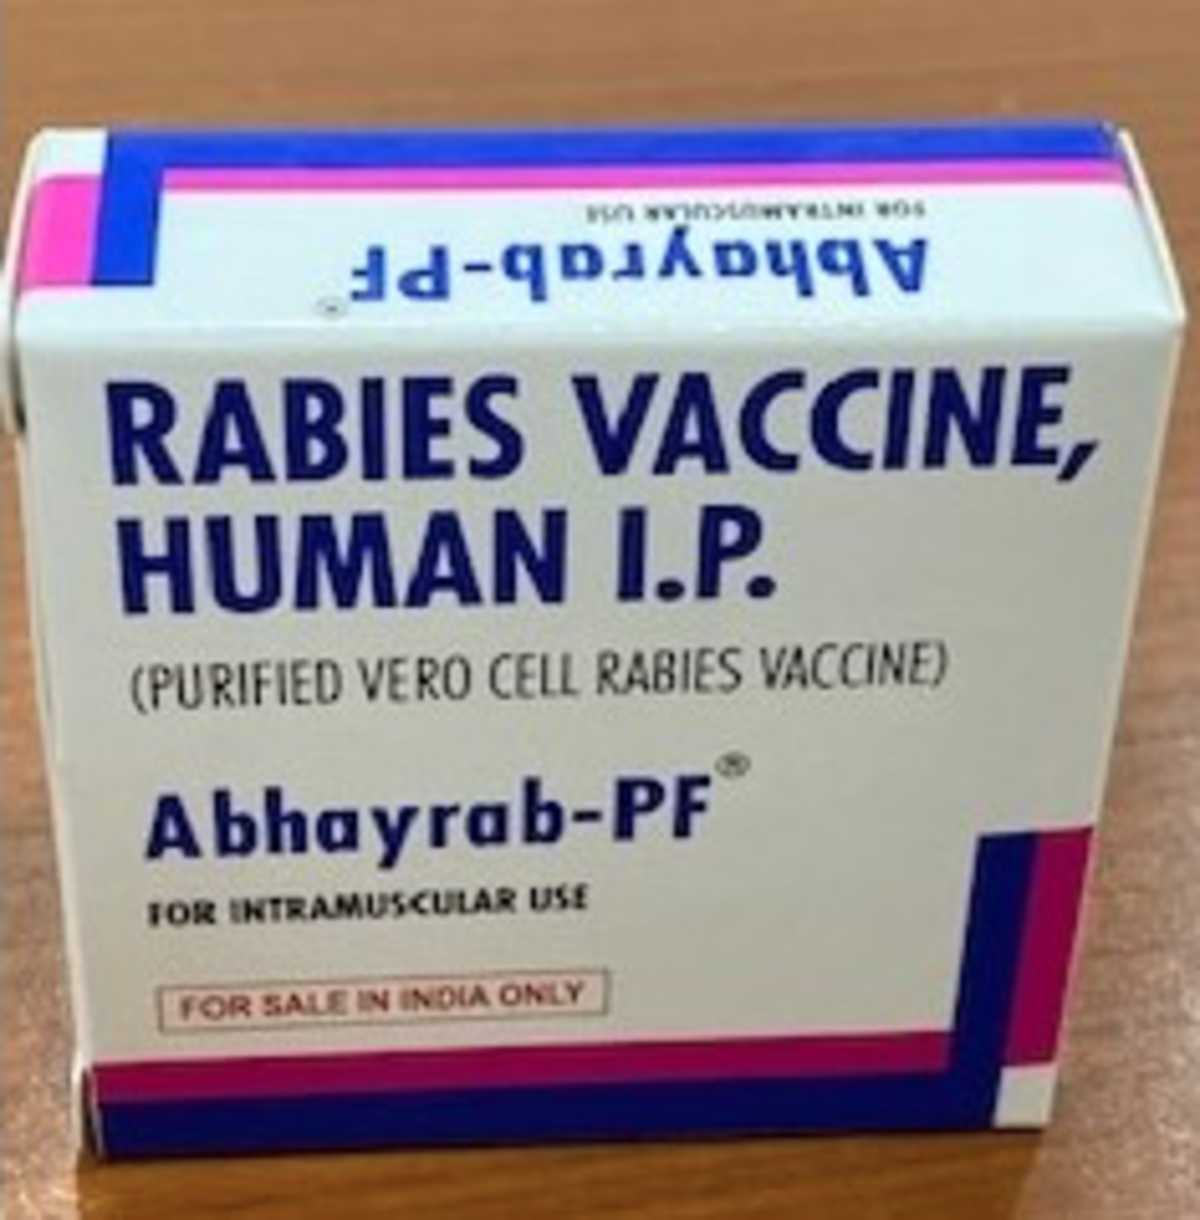 FOR INTRAMUSCULAR USE
Abhayrab-PF®
RABIES VACCINE,
HUMAN I.P.
(PURIFIED VERO CELL RABIES VACCINE)
Abhayrab-PF®
FOR INTRAMUSCULAR USE
FOR SALE IN INDIA ONLY